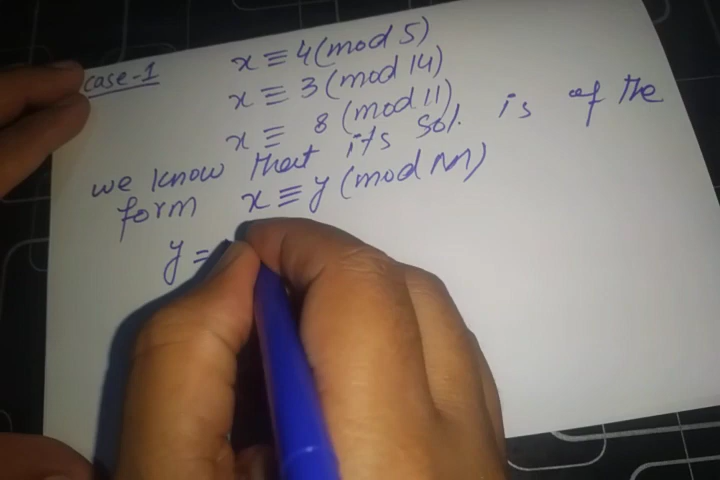 case-1
x ≡ 4 (mod 5)
x ≡ 3 (mod 14)
x ≡ 8 (mod 11)
we know that its sol. is of the
form x ≡ y (mod M)
y =